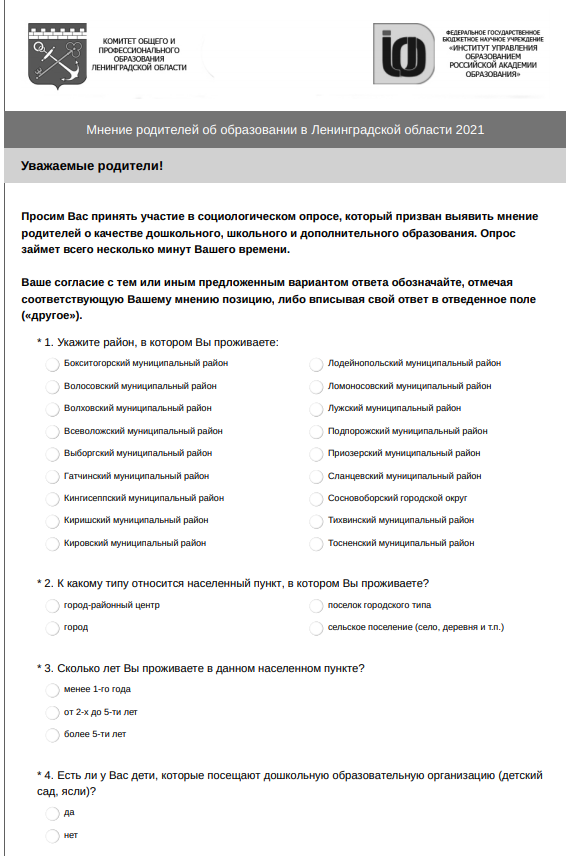 КОМИТЕТ ОБЩЕГО И
ПРОФЕССИОНАЛЬНОГО
ОБРАЗОВАНИЯ
ЛЕНИНГРАДСКОЙ ОБЛАСТИ
ФЕДЕРАЛЬНОЕ ГОСУДАРСТВЕННОЕ
БЮДЖЕТНОЕ НАУЧНОЕ УЧРЕЖДЕНИЕ
«ИНСТИТУТ УПРАВЛЕНИЯ
ОБРАЗОВАНИЕМ
РОССИЙСКОЙ АКАДЕМИИ
ОБРАЗОВАНИЯ»
Мнение родителей об образовании в Ленинградской области 2021
Уважаемые родители!
Просим Вас принять участие в социологическом опросе, который призван выявить мнение
родителей о качестве дошкольного, школьного и дополнительного образования. Опрос
займет всего несколько минут Вашего времени.
Ваше согласие с тем или иным предложенным вариантом ответа обозначайте, отмечая
соответствующую Вашему мнению позицию, либо вписывая свой ответ в отведенное поле
(«другое»).
* 1. Укажите район, в котором Вы проживаете:
Бокситогорский муниципальный район
Волосовский муниципальный район
Волховский муниципальный район
Всеволожский муниципальный район
Выборгский муниципальный район
Гатчинский муниципальный район
Кингисеппский муниципальный район
Киришский муниципальный район
Кировский муниципальный район
Лодейнопольский муниципальный район
Ломоносовский муниципальный район
Лужский муниципальный район
Подпорожский муниципальный район
Приозерский муниципальный район
Сланцевский муниципальный район
Сосновоборский городской округ
Тихвинский муниципальный район
Тосненский муниципальный район
* 2. К какому типу относится населенный пункт, в котором Вы проживаете?
город-районный центр
город
поселок городского типа
сельское поселение (село, деревня и т.п.)
* 3. Сколько лет Вы проживаете в данном населенном пункте?
менее 1-го года
от 2-х до 5-ти лет
более 5-ти лет
* 4. Есть ли у Вас дети, которые посещают дошкольную образовательную организацию (детский
сад, ясли)?
да
нет